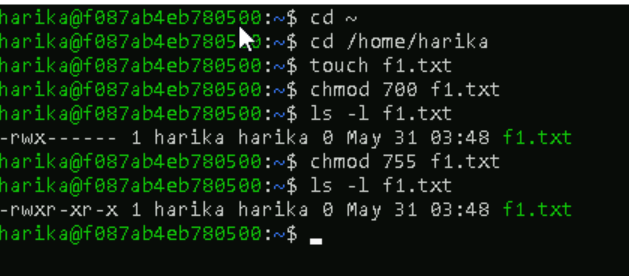 harika@f087ab4eb780500:~$ cd ~
harika@f087ab4eb780500:~$ cd /home/harika
harika@f087ab4eb780500:~$ touch f1.txt
harika@f087ab4eb780500:~$ chmod 700 f1.txt
harika@f087ab4eb780500:~$ ls -l f1.txt
-rwx------ 1 harika harika 0 May 31 03:48 f1.txt
harika@f087ab4eb780500:~$ chmod 755 f1.txt
harika@f087ab4eb780500:~$ ls -l f1.txt
-rwxr-xr-x 1 harika harika 0 May 31 03:48 f1.txt
harika@f087ab4eb780500:~$